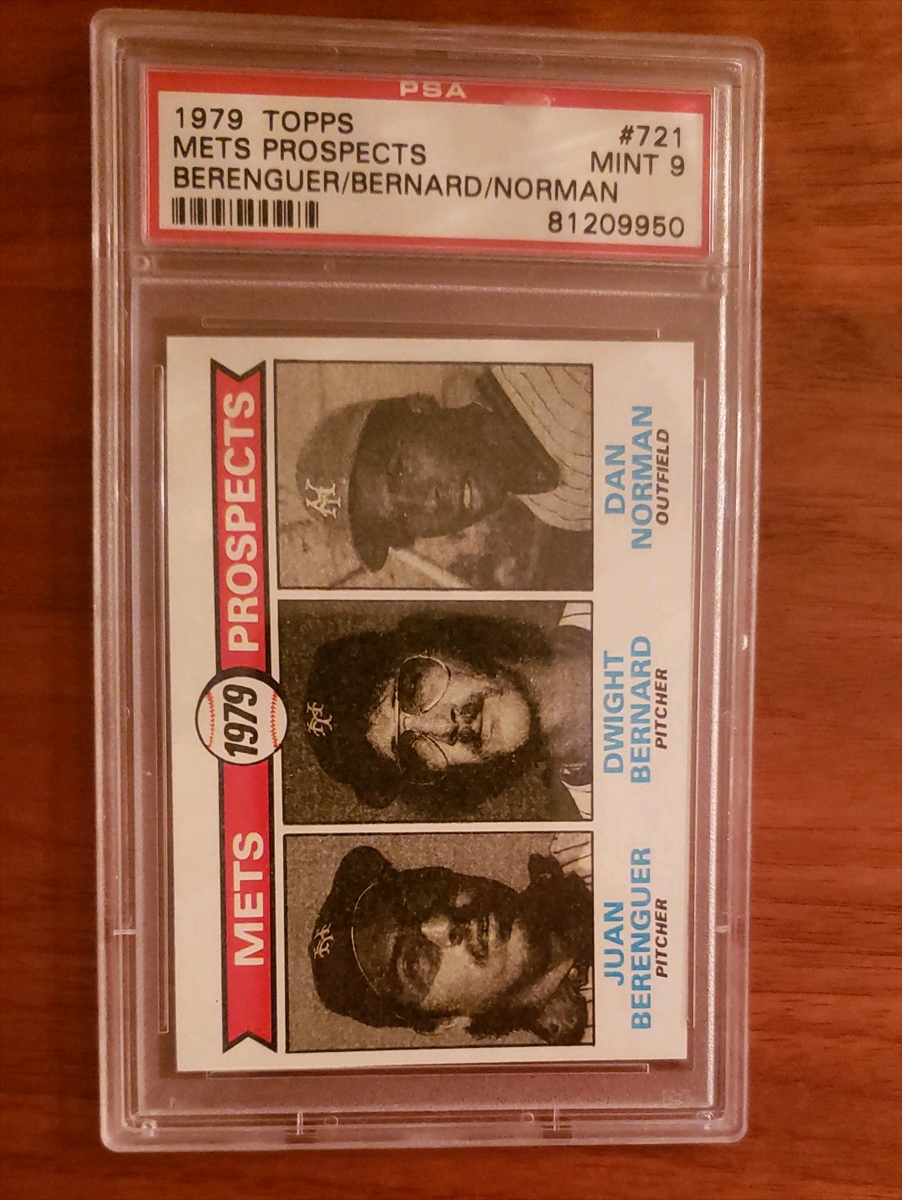 PSA
1979 TOPPS #721
METS PROSPECTS MINT 9
BERENGUER/BERNARD/NORMAN
81209950
METS 1979 PROSPECTS
JUAN
BERENGUER
PITCHER
DWIGHT
BERNARD
PITCHER
DAN
NORMAN
OUTFIELD